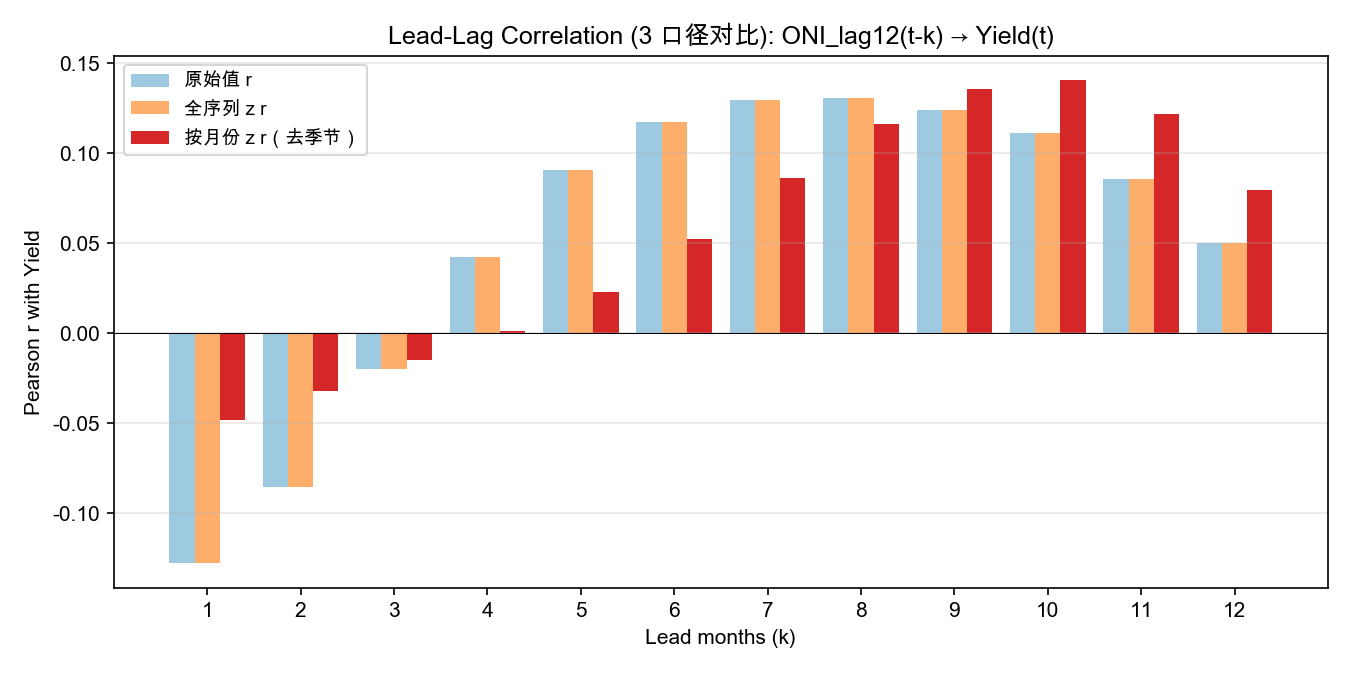 Lead-Lag Correlation (3 口径对比): ONI_lag12(t-k) → Yield(t)
原始值 r
全序列 z r
按月份 z r ( 去季节 )
Pearson r with Yield
0.15
0.10
0.05
0.00
-0.05
-0.10
1 2 3 4 5 6 7 8 9 10 11 12
Lead months (k)